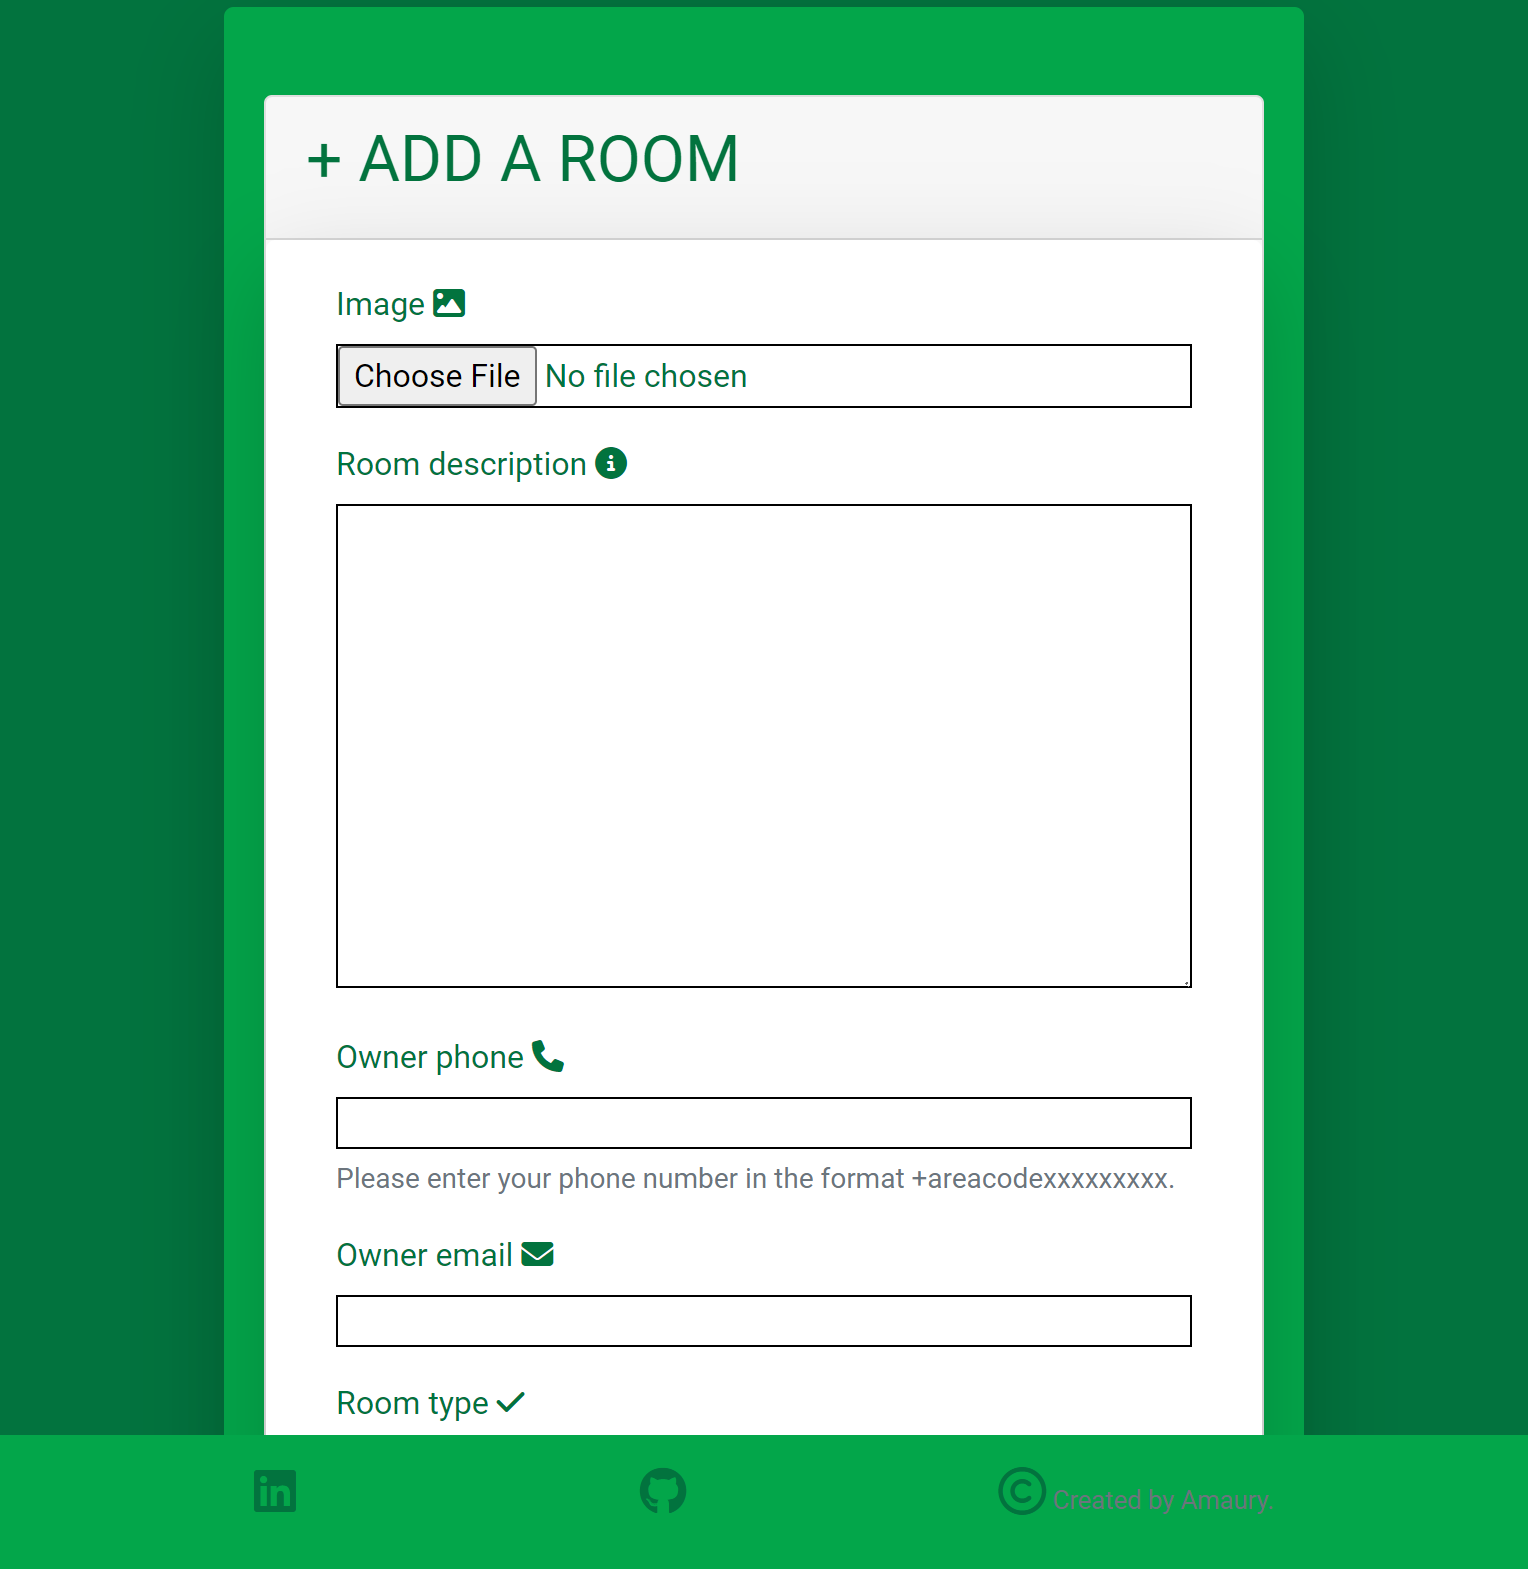 + ADD A ROOM
Image
Choose File No file chosen
Room description
Owner phone
Please enter your phone number in the format +areacodexxxxxxxxx.
Owner email
Room type
Created by Amaury.